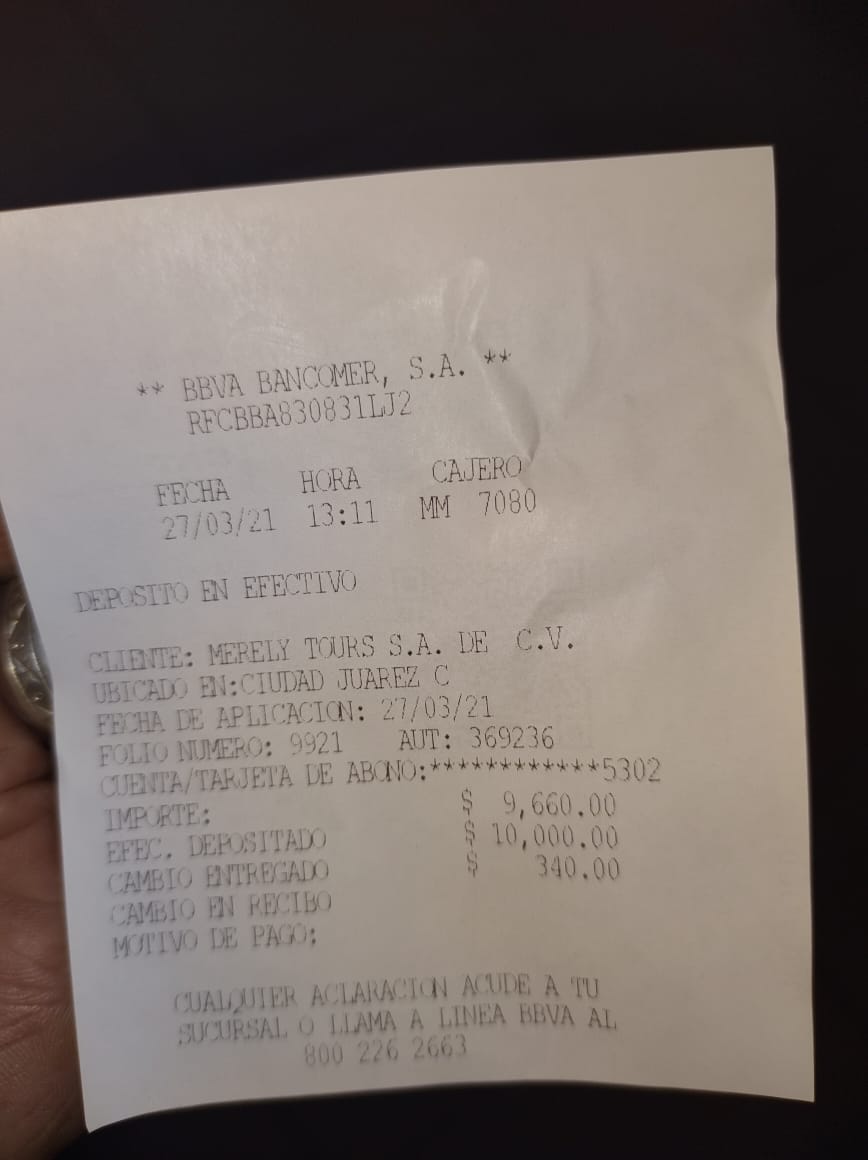 ** BBVA BANCOMER, S.A. **
RFCBBA830831LJ2
FECHA HORA CAJERO
27/03/21 13:11 MM 7080
DEPOSITO EN EFECTIVO
CLIENTE: MERELY TOURS S.A. DE C.V.
UBICADO EN:CIUDAD JUAREZ C
FECHA DE APLICACION: 27/03/21
FOLIO NUMERO: 9921 AUT: 369236
CUENTA/TARJETA DE ABONO:************5302
IMPORTE: $ 9,660.00
EFEC. DEPOSITADO $ 10,000.00
CAMBIO ENTREGADO $ 340.00
CAMBIO EN RECIBO
MOTIVO DE PAGO:
CUALQUIER ACLARACION ACUDE A TU
SUCURSAL O LLAMA A LINEA BBVA AL
800 226 2663